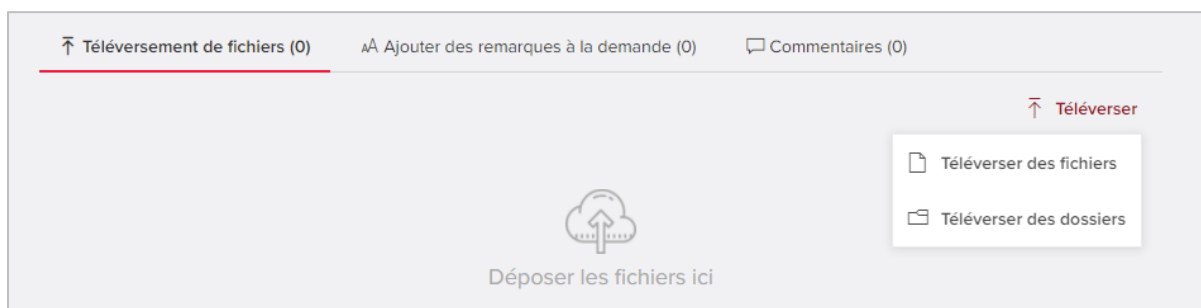 Téléversement de fichiers (0) AA Ajouter des remarques à la demande (0) Commentaires (0)
Téléverser
Téléverser des fichiers
Téléverser des dossiers
Déposer les fichiers ici